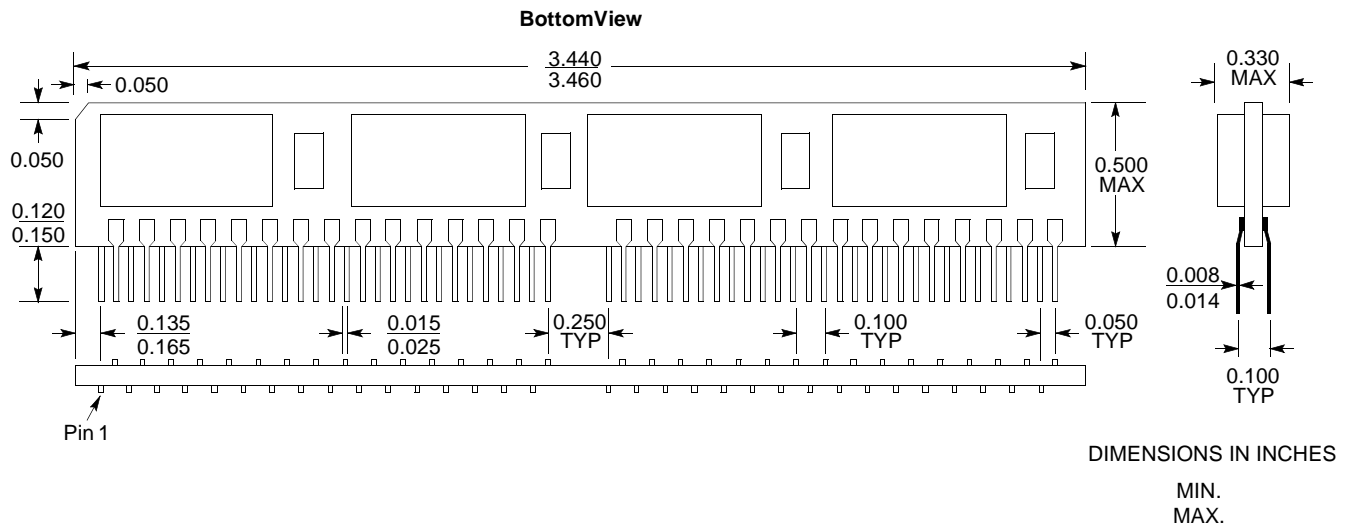 BottomView
3.440
3.460
0.050
0.330
MAX
0.050
0.500
MAX
0.120
0.150
0.008
0.014
0.135
0.165
0.015
0.025
0.250
TYP
0.100
TYP
0.050
TYP
0.100
TYP
Pin 1
DIMENSIONS IN INCHES
MIN.
MAX.